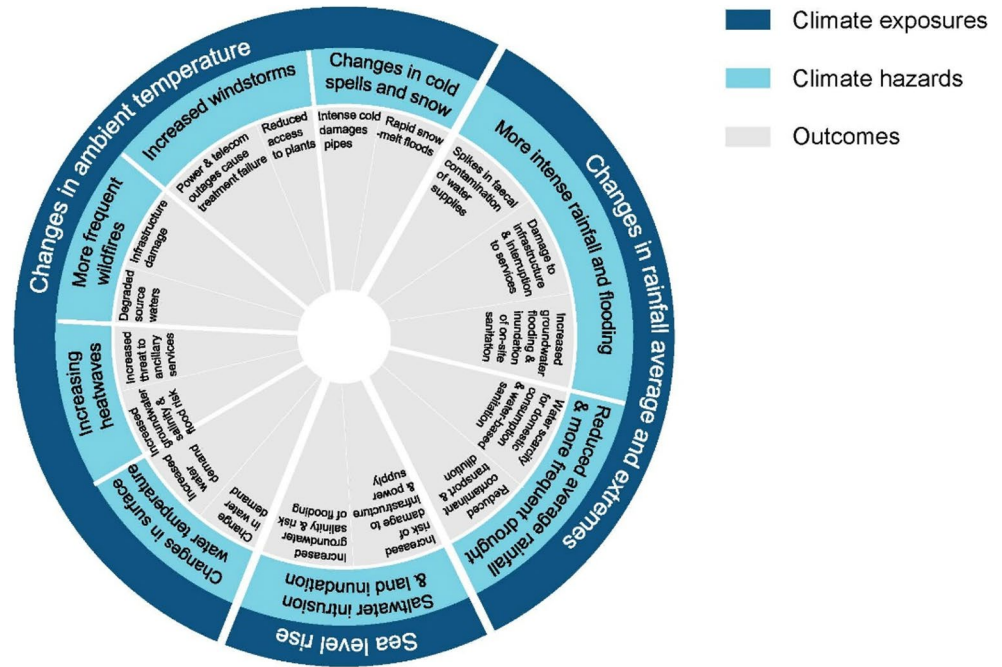 Climate exposures
Climate hazards
Outcomes
Changes in ambient temperature
Increased windstorms
Power & telecom
outages cause
treatment failure
Reduced
access
to plants
Changes in cold
spells and snow
Intense cold
damages
pipes
Rapid snow
-melt floods
Changes in rainfall average and extremes
More intense rainfall and flooding
Spikes in faecal
contamination
of water
supplies
Damage to
infrastructure
& interruption
to services
Increased
groundwater
flooding &
inundation
of on-site
sanitation
Reduced average rainfall
& more frequent drought
Water scarcity
for domestic
consumption
& water-based
sanitation
Reduced
contaminant
transport &
dilution
Sea level rise
Saltwater intrusion
& land inundation
Increased
risk of
damage to
infrastructure
& power
supply
Increased
groundwater
salinity & risk
of flooding
Changes in surface
water temperature
Change
in water
demand
Increased
water
demand
Increasing
heatwaves
Increased
groundwater
salinity &
flood risk
Increased
threat to
ancillary
services
More frequent
wildfires
Degraded
source
waters
Infrastructure
damage